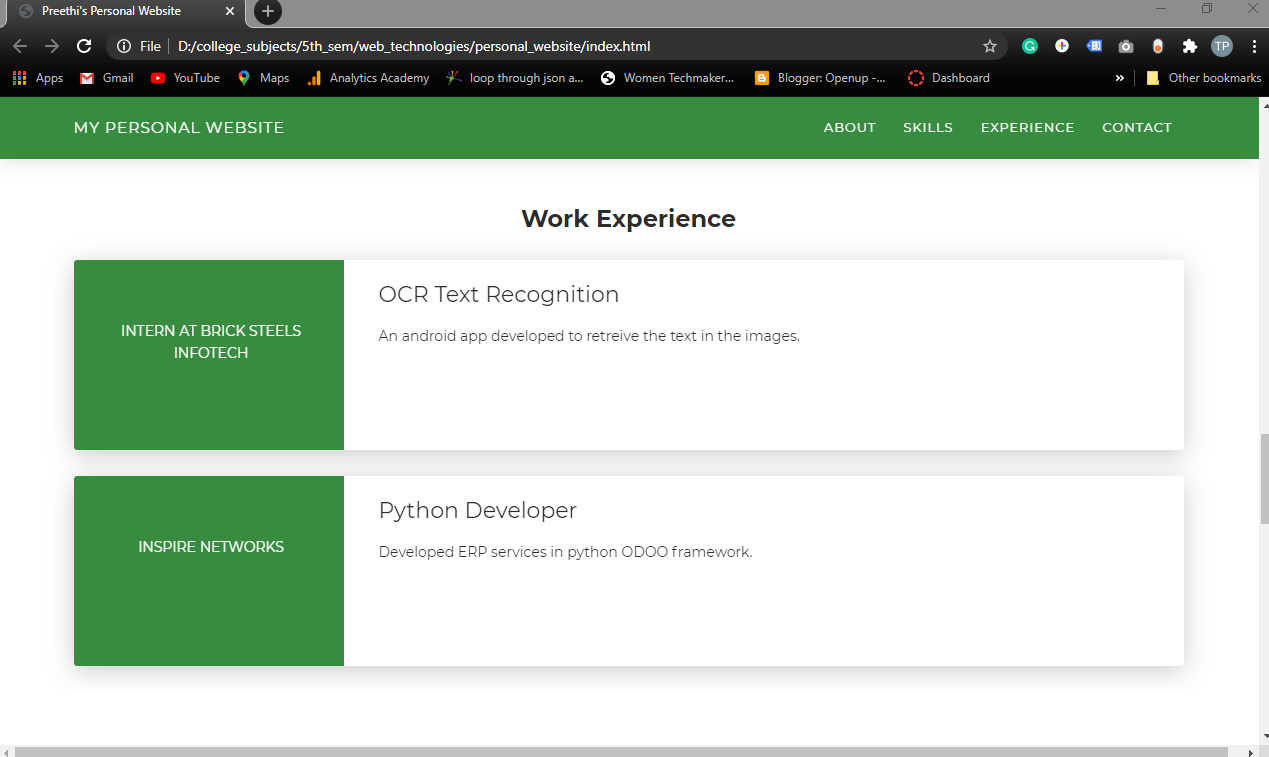 Preethi's Personal Website
File D:/college_subjects/5th_sem/web_technologies/personal_website/index.html
TP
Apps Gmail YouTube Maps Analytics Academy loop through json a... Women Techmaker... Blogger: Openup -... Dashboard » Other bookmarks
MY PERSONAL WEBSITE ABOUT SKILLS EXPERIENCE CONTACT
Work Experience
INTERN AT BRICK STEELS
INFOTECH
OCR Text Recognition
An android app developed to retreive the text in the images.
INSPIRE NETWORKS
Python Developer
Developed ERP services in python ODOO framework.